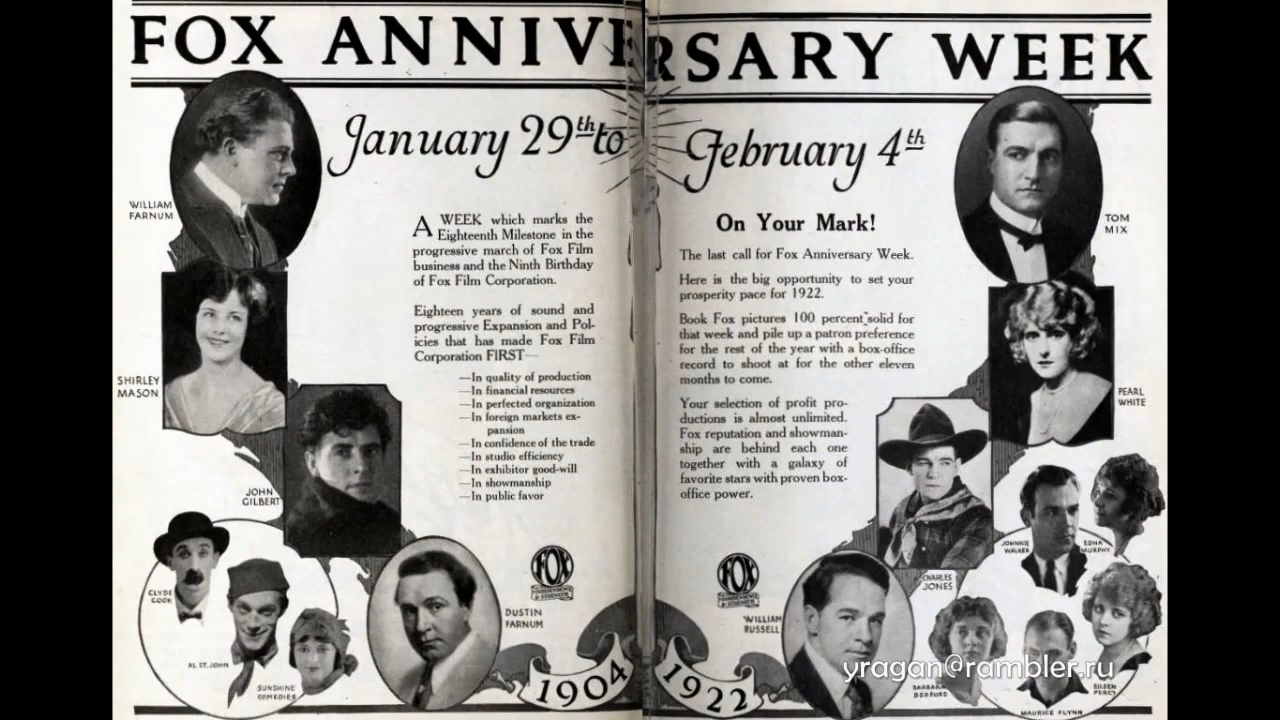 FOX ANNIVERSARY WEEK
January 29th to February 4th
WILLIAM
FARNUM
A WEEK which marks the
Eighteenth Milestone in the
progressive march of Fox Film
business and the Ninth Birthday
of Fox Film Corporation.
Eighteen years of sound and
progressive Expansion and Pol-
icies that has made Fox Film
Corporation FIRST—
—In quality of production
—In financial resources
—In perfected organization
—In foreign markets ex-
pansion
—In confidence of the trade
—In studio efficiency
—In exhibitor good-will
—In showmanship
—In public favor
SHIRLEY
MASON
JOHN
GILBERT
CLYDE
COOK
AL ST. JOHN
SUNSHINE
COMEDIES
DUSTIN
FARNUM
FOX
1904
On Your Mark!
The last call for Fox Anniversary Week.
Here is the big opportunity to set your
prosperity pace for 1922.
Book Fox pictures 100 percent solid for
that week and pile up a patron preference
for the rest of the year with a box-office
record to shoot at for the other eleven
months to come.
Your selection of profit pro-
ductions is almost unlimited.
Fox reputation and showman-
ship are behind each one
together with a galaxy of
favorite stars with proven box-
office power.
TOM
MIX
PEARL
WHITE
JOHNNIE
WALKER
EDNA
MURPHY
CHARLES
JONES
FOX
WILLIAM
RUSSELL
1922
BARBARA
BEDFORD
MAURICE FLYNN
EILEEN
PERCY
yragan@rambler.ru